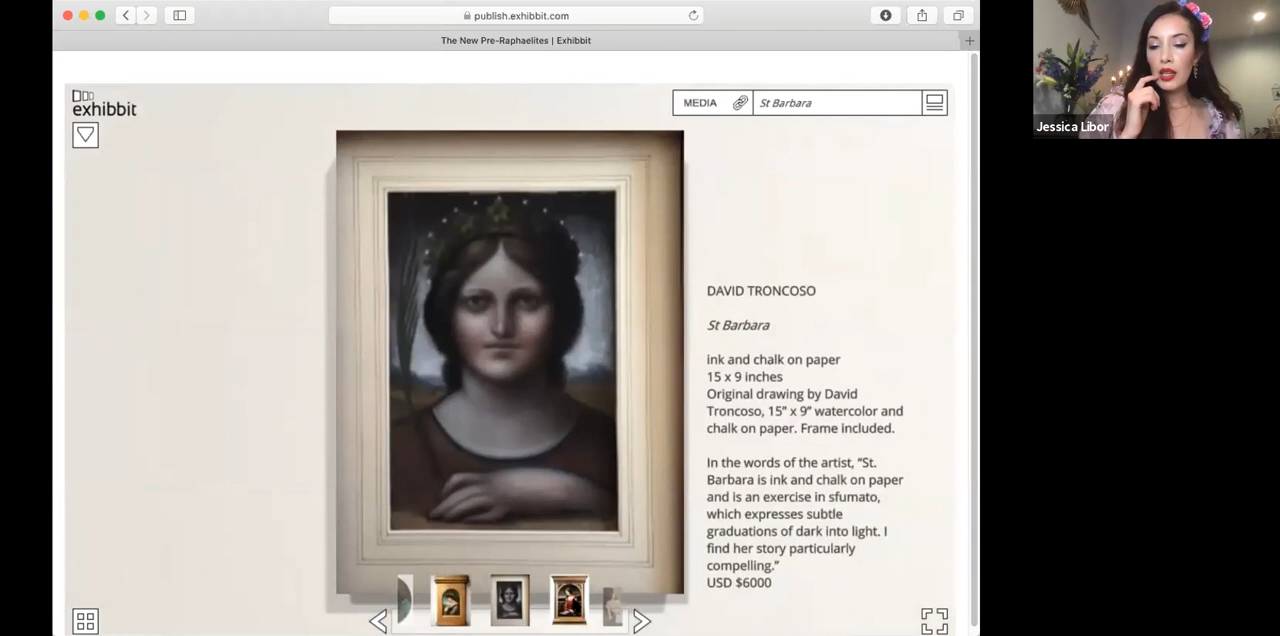 publish.exhibbit.com
The New Pre-Raphaelites | Exhibbit
exhibbit
MEDIA
St Barbara
Jessica Libor
DAVID TRONCOSO
St Barbara
ink and chalk on paper
15 x 9 inches
Original drawing by David
Troncoso, 15” x 9” watercolor and
chalk on paper. Frame included.
In the words of the artist, “St.
Barbara is ink and chalk on paper
and is an exercise in sfumato,
which expresses subtle
graduations of dark into light. I
find her story particularly
compelling.”
USD $6000